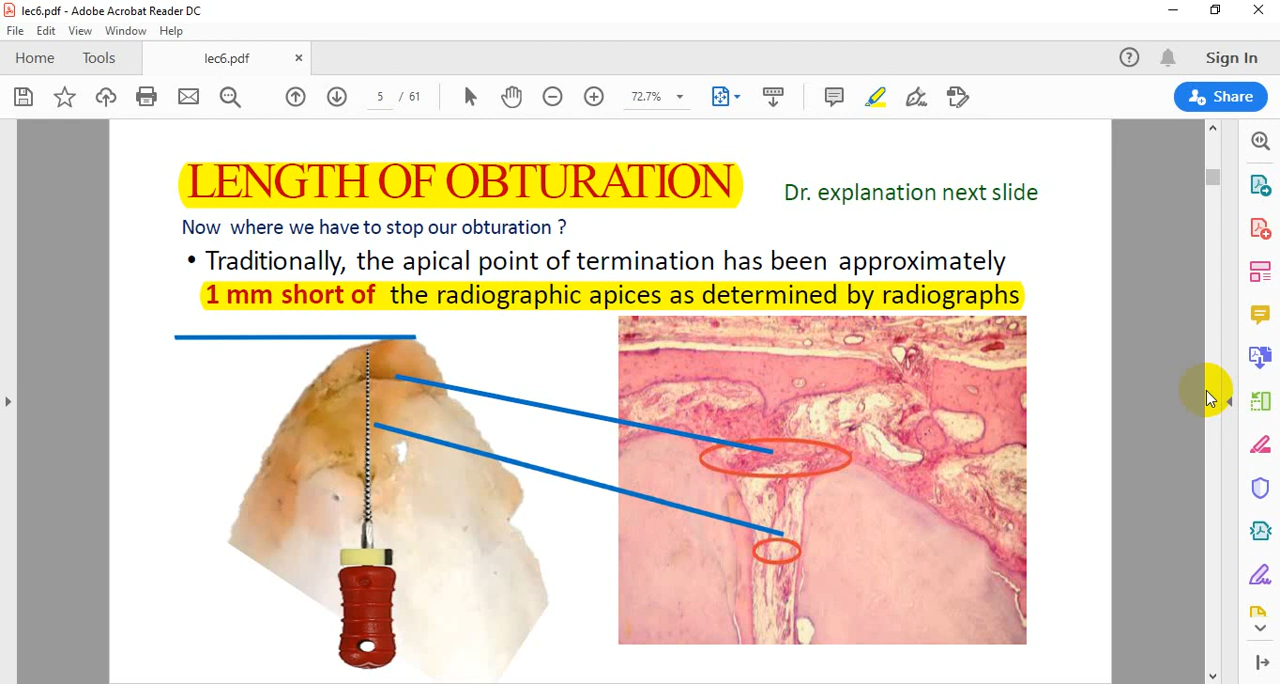 lec6.pdf - Adobe Acrobat Reader DC
File Edit View Window Help
Home Tools lec6.pdf × Sign In
5 / 61 72.7% Share
LENGTH OF OBTURATION
Dr. explanation next slide
Now where we have to stop our obturation ?
• Traditionally, the apical point of termination has been approximately
1 mm short of the radiographic apices as determined by radiographs